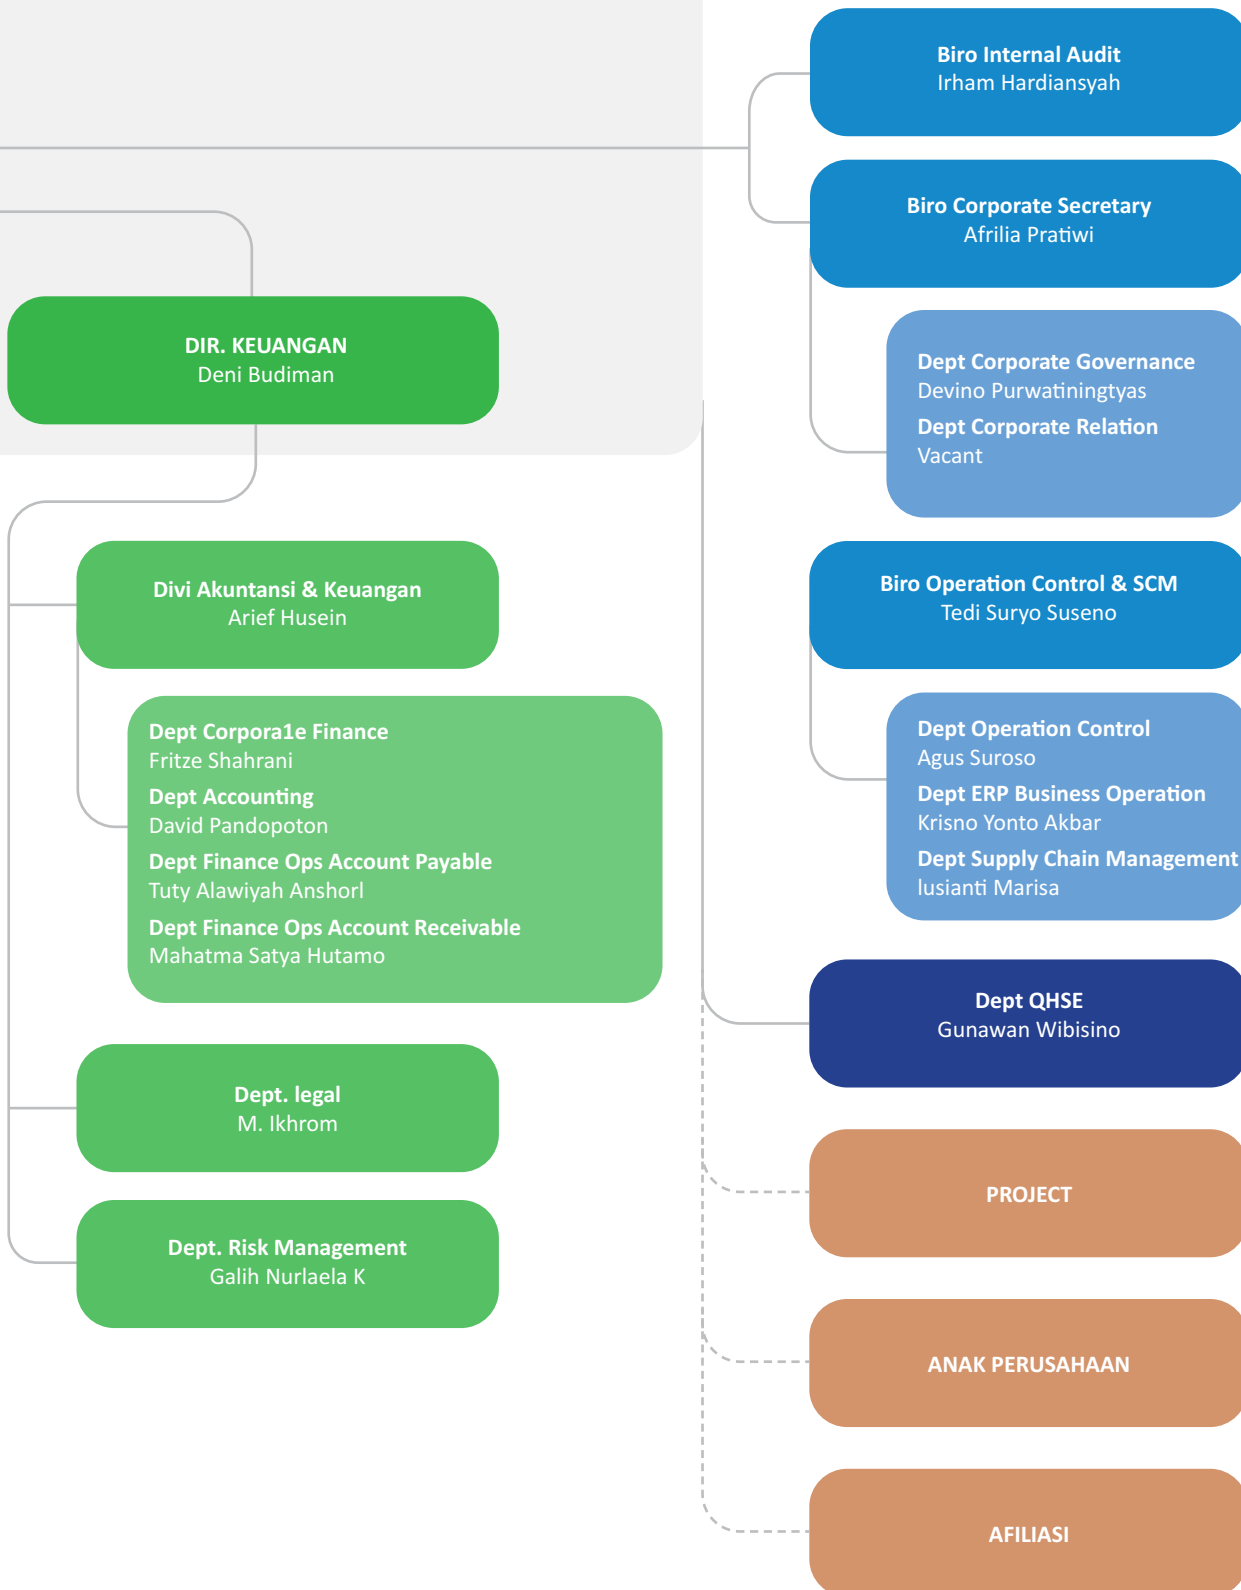 DIR. KEUANGAN
Deni Budiman
Divi Akuntansi & Keuangan
Arief Husein
Dept Corpora1e Finance
Fritze Shahrani
Dept Accounting
David Pandopoton
Dept Finance Ops Account Payable
Tuty Alawiyah Anshorl
Dept Finance Ops Account Receivable
Mahatma Satya Hutamo
Dept. legal
M. Ikhrom
Dept. Risk Management
Galih Nurlaela K
Biro Internal Audit
Irham Hardiansyah
Biro Corporate Secretary
Afrilia Pratiwi
Dept Corporate Governance
Devino Purwatiningtyas
Dept Corporate Relation
Vacant
Biro Operation Control & SCM
Tedi Suryo Suseno
Dept Operation Control
Agus Suroso
Dept ERP Business Operation
Krisno Yonto Akbar
Dept Supply Chain Management
lusianti Marisa
Dept QHSE
Gunawan Wibisino
PROJECT
ANAK PERUSAHAAN
AFILIASI